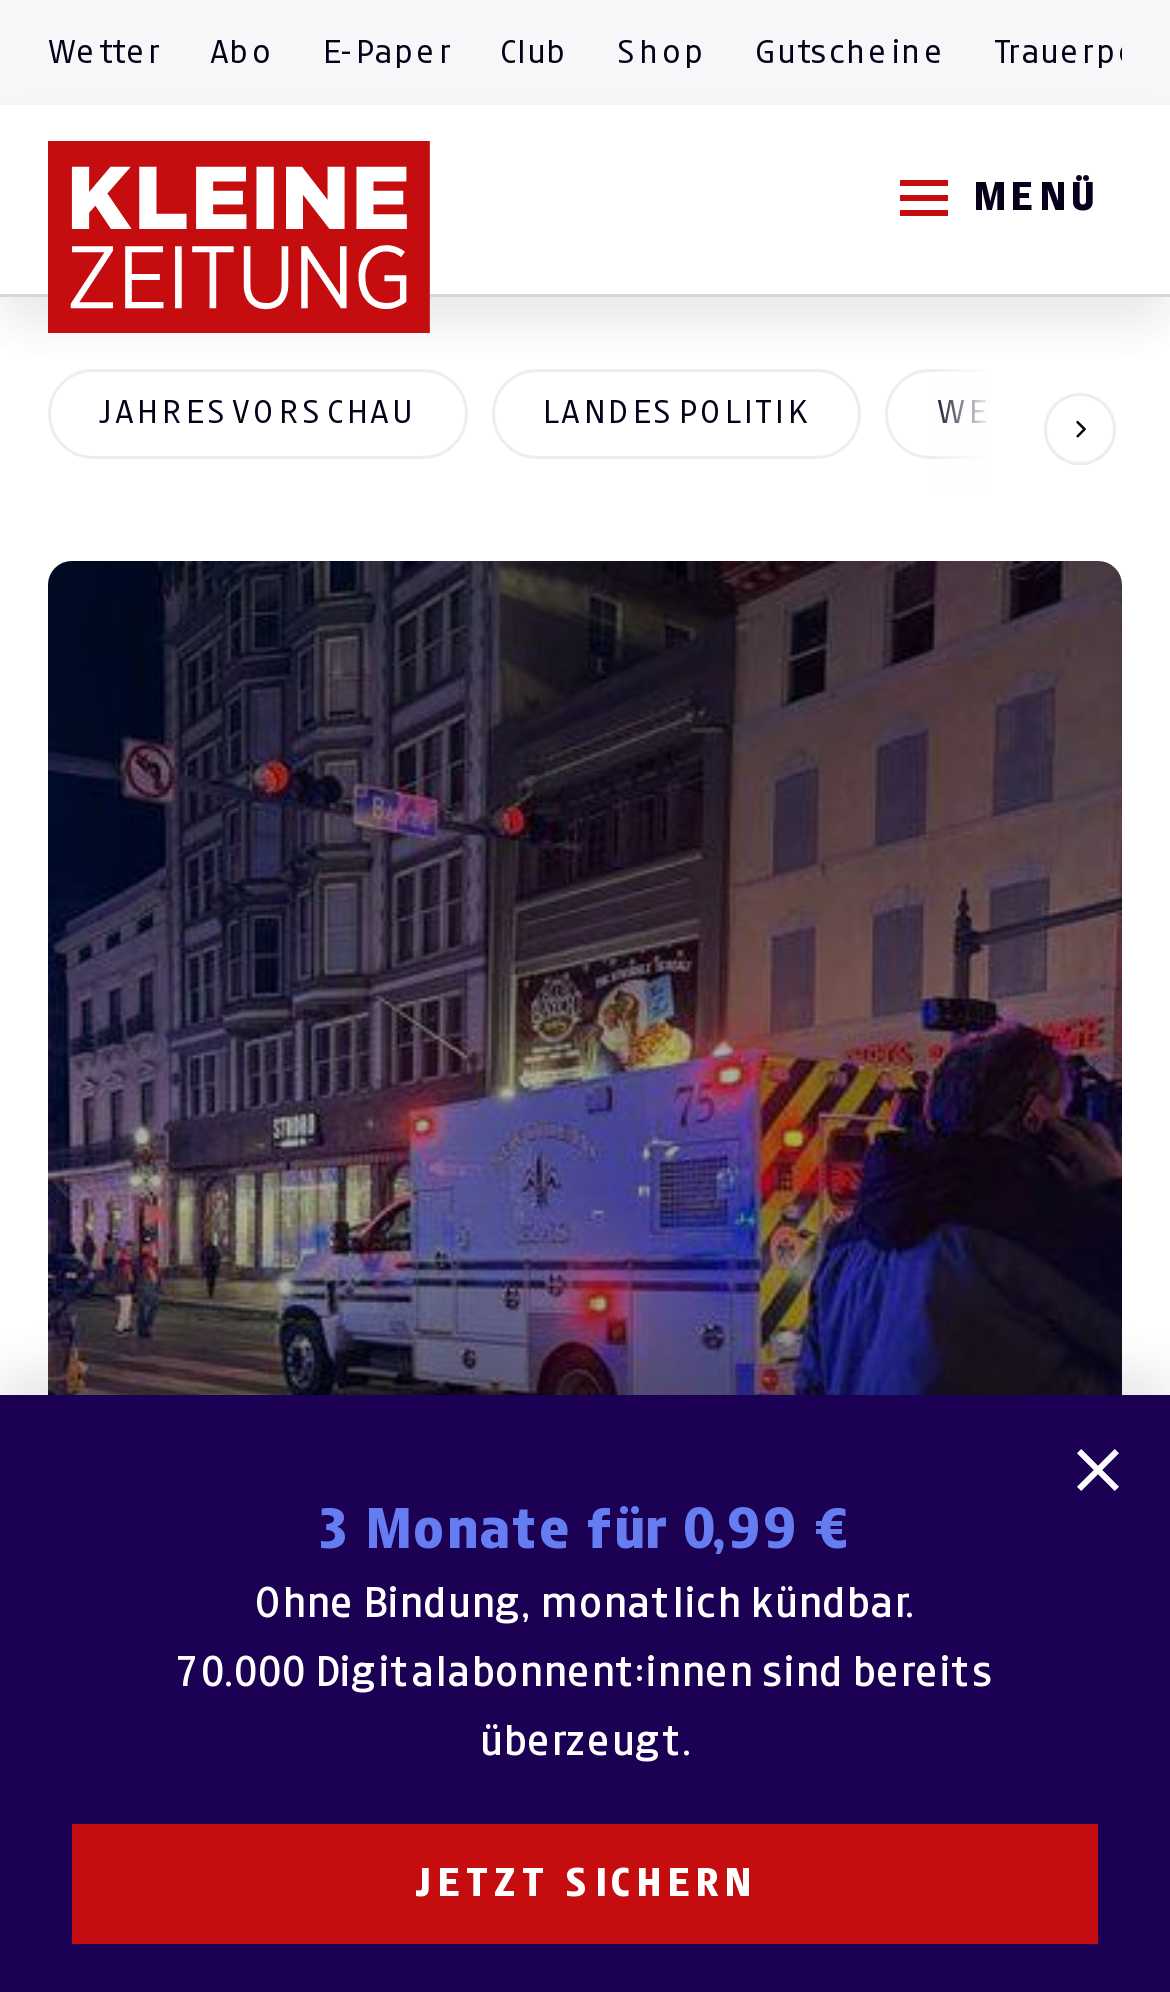 Wetter Abo E-Paper Club Shop Gutscheine
KLEINE
ZEITUNG
MENÜ
JAHRESVORSCHAU LANDESPOLITIK WE
75
3 Monate für 0,99 €
Ohne Bindung, monatlich kündbar.
70.000 Digitalabonnent:innen sind bereits
überzeugt.
JETZT SICHERN